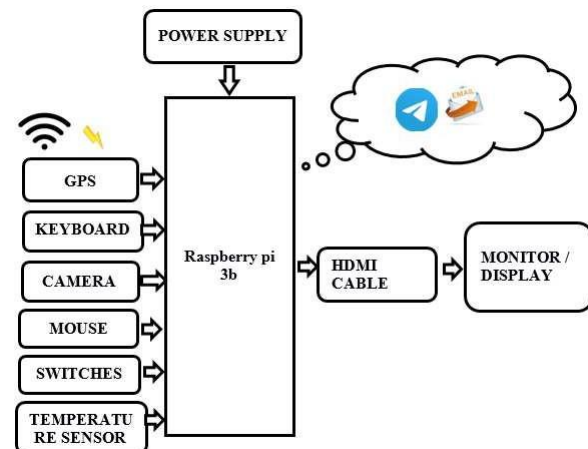 POWER SUPPLY
EMAIL
GPS
KEYBOARD
CAMERA
MOUSE
SWITCHES
TEMPERATU
RE SENSOR
Raspberry pi
3b
HDMI
CABLE
MONITOR /
DISPLAY